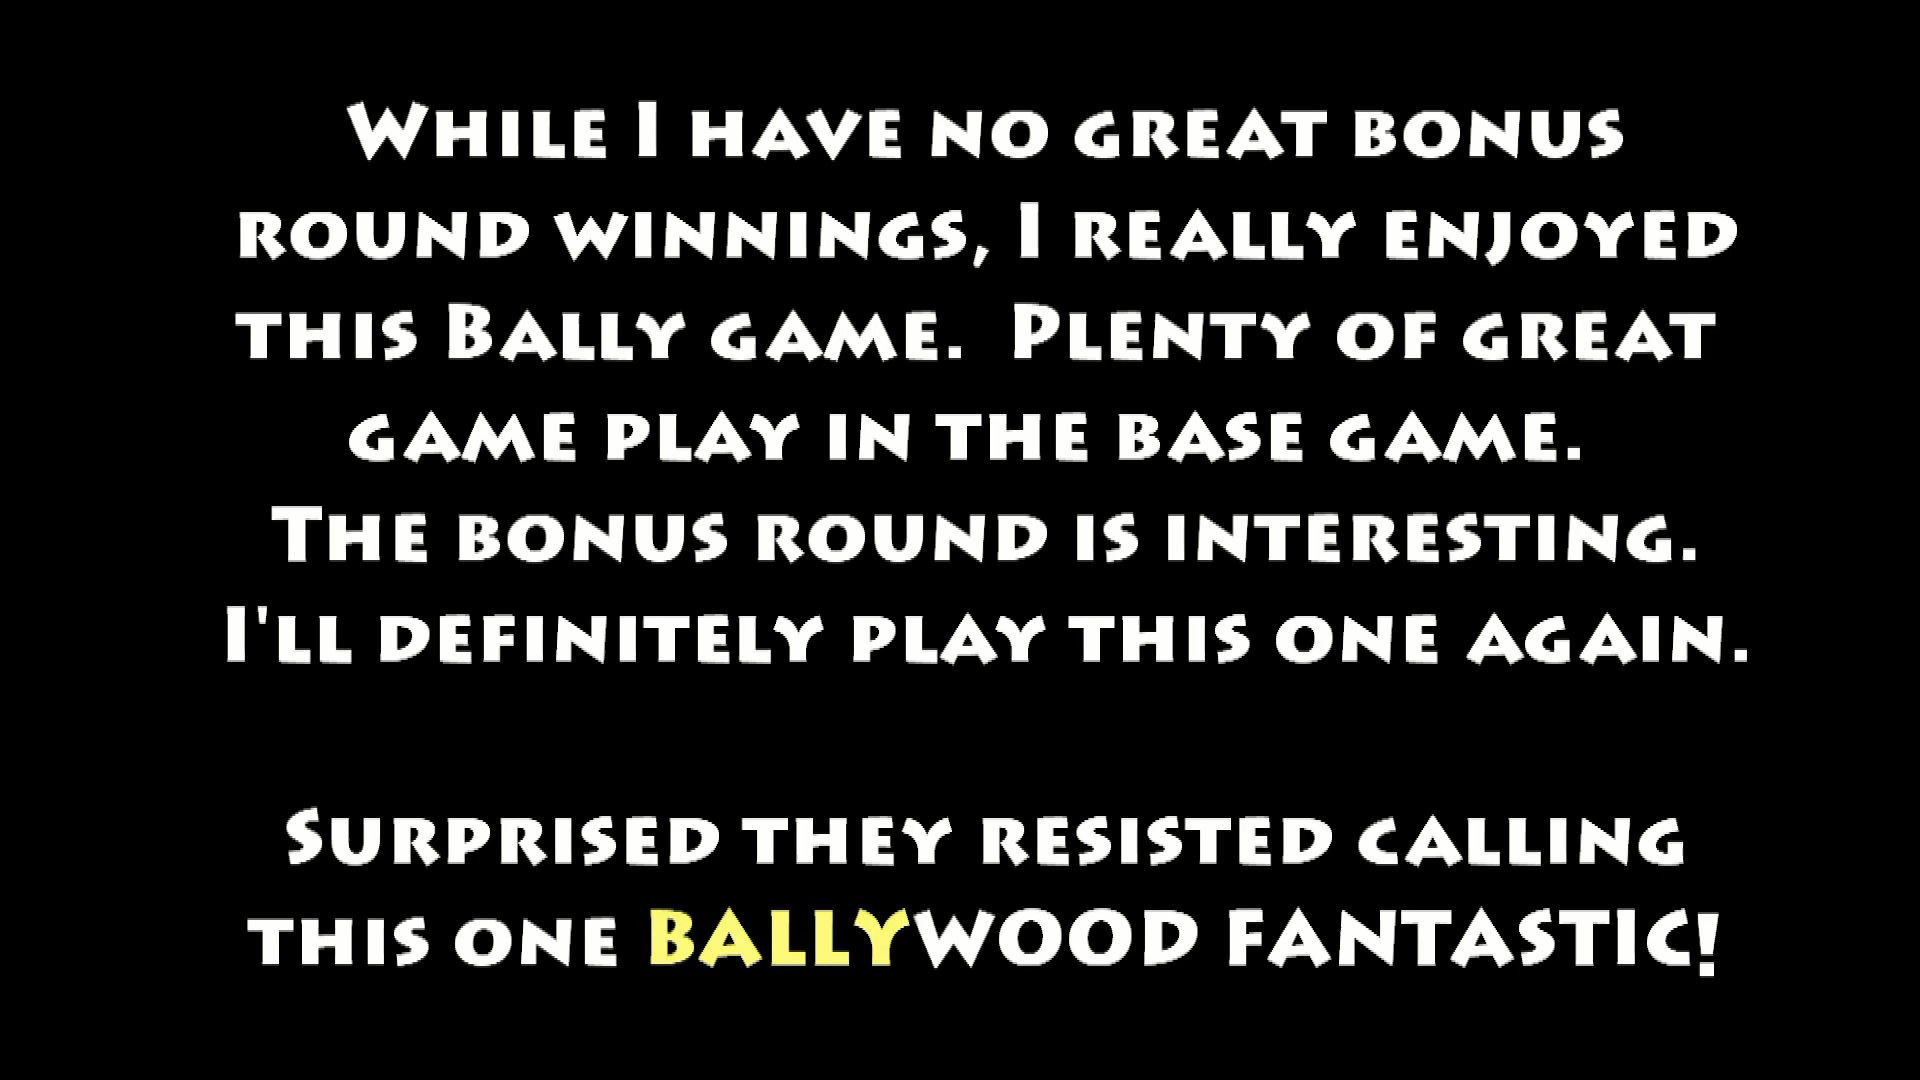 While I have no great bonus
round winnings, I really enjoyed
this Bally game.  Plenty of great
game play in the base game.
The bonus round is interesting.
I'll definitely play this one again.
Surprised they resisted calling
this one BALLYWOOD FANTASTIC!